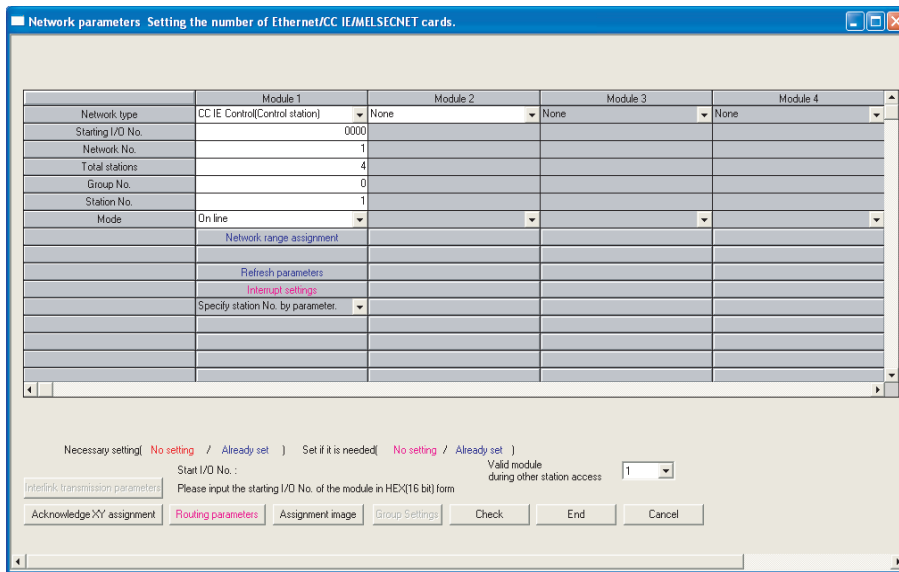 Network parameters Setting the number of Ethernet/CC IE/MELSECNET cards.
Module 1 Module 2 Module 3 Module 4
Network type CC IE Control(Control station) None None None
Starting I/O No. 0000
Network No. 1
Total stations 4
Group No. 0
Station No. 1
Mode On line
Network range assignment
Refresh parameters
Interrupt settings
Specify station No. by parameter.
Necessary setting( No setting / Already set ) Set if it is needed( No setting / Already set )
Start I/O No. :
Valid module
during other station access 1
Interlink transmission parameters Please input the starting I/O No. of the module in HEX(16 bit) form
Acknowledge XY assignment Routing parameters Assignment image Group Settings Check End Cancel